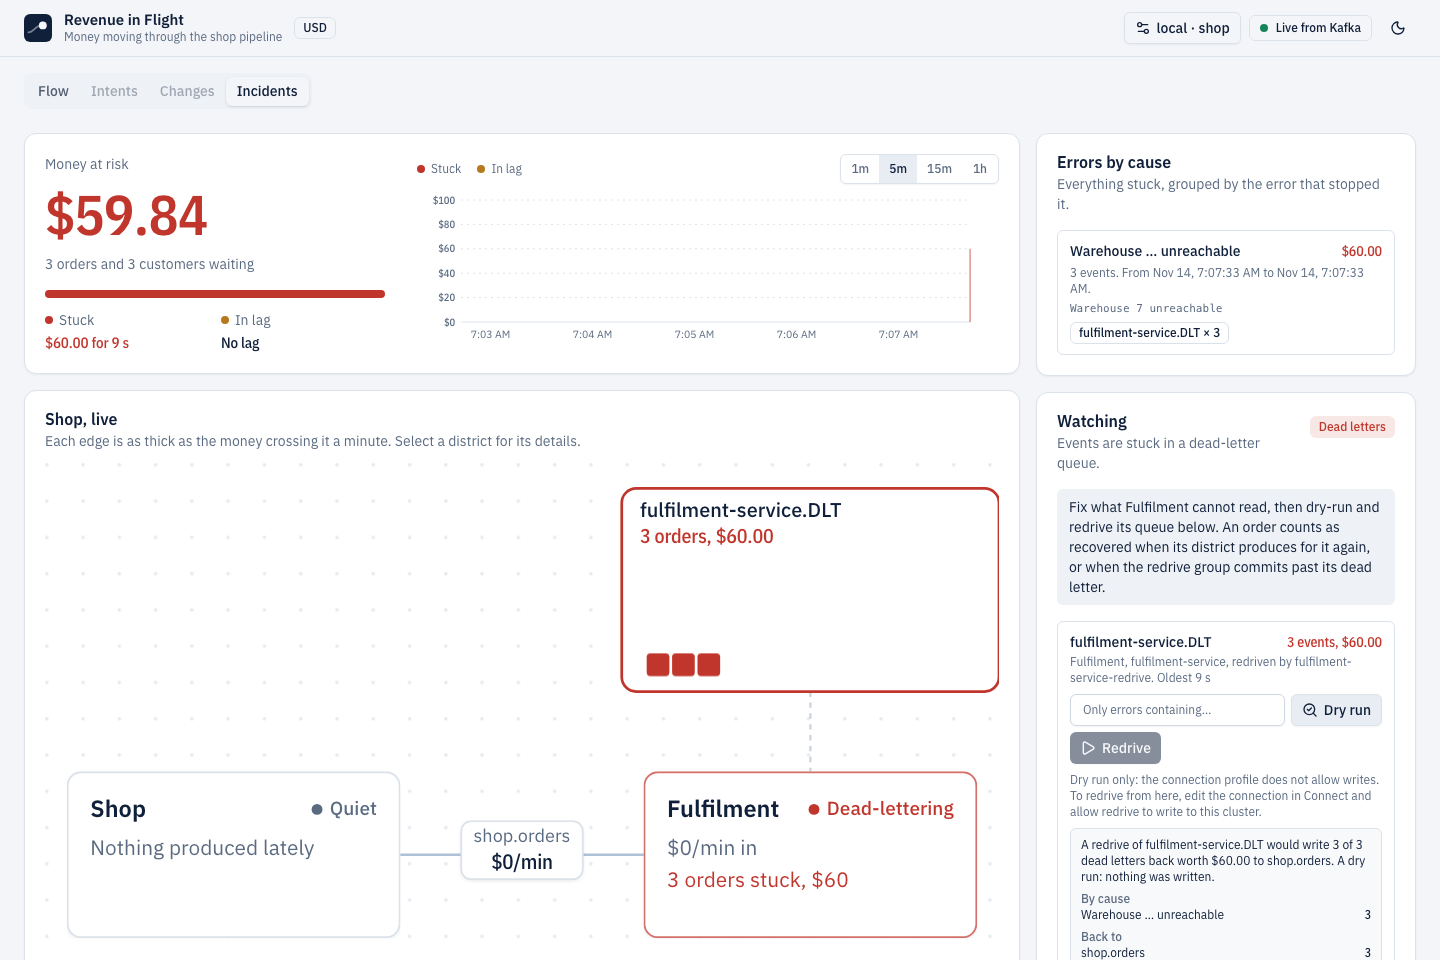 Revenue in Flight
Money moving through the shop pipeline
USD
local · shop
Live from Kafka
Flow
Intents
Changes
Incidents
Money at risk
$59.84
3 orders and 3 customers waiting
Stuck
$60.00 for 9 s
In lag
No lag
Stuck
In lag
1m
5m
15m
1h
$100
$80
$60
$40
$20
$0
7:03 AM
7:04 AM
7:05 AM
7:06 AM
7:07 AM
Errors by cause
Everything stuck, grouped by the error that stopped
it.
Warehouse ... unreachable
$60.00
3 events. From Nov 14, 7:07:33 AM to Nov 14, 7:07:33
AM.
Warehouse 7 unreachable
fulfilment-service.DLT × 3
Shop, live
Each edge is as thick as the money crossing it a minute. Select a district for its details.
fulfilment-service.DLT
3 orders, $60.00
Shop
Quiet
Nothing produced lately
shop.orders
$0/min
Fulfilment
Dead-lettering
$0/min in
3 orders stuck, $60
Watching
Dead letters
Events are stuck in a dead-letter
queue.
Fix what Fulfilment cannot read, then dry-run and
redrive its queue below. An order counts as
recovered when its district produces for it again,
or when the redrive group commits past its dead
letter.
fulfilment-service.DLT
3 events, $60.00
Fulfilment, fulfilment-service, redriven by fulfilment-
service-redrive. Oldest 9 s
Only errors containing...
Dry run
Redrive
Dry run only: the connection profile does not allow writes.
To redrive from here, edit the connection in Connect and
allow redrive to write to this cluster.
A redrive of fulfilment-service.DLT would write 3 of 3
dead letters back worth $60.00 to shop.orders. A dry
run: nothing was written.
By cause
Warehouse ... unreachable
3
Back to
shop.orders
3